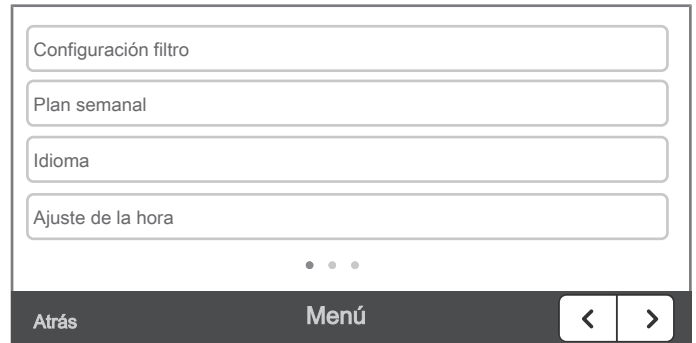 Configuración filtro
Plan semanal
Idioma
Ajuste de la hora
Atrás Menú